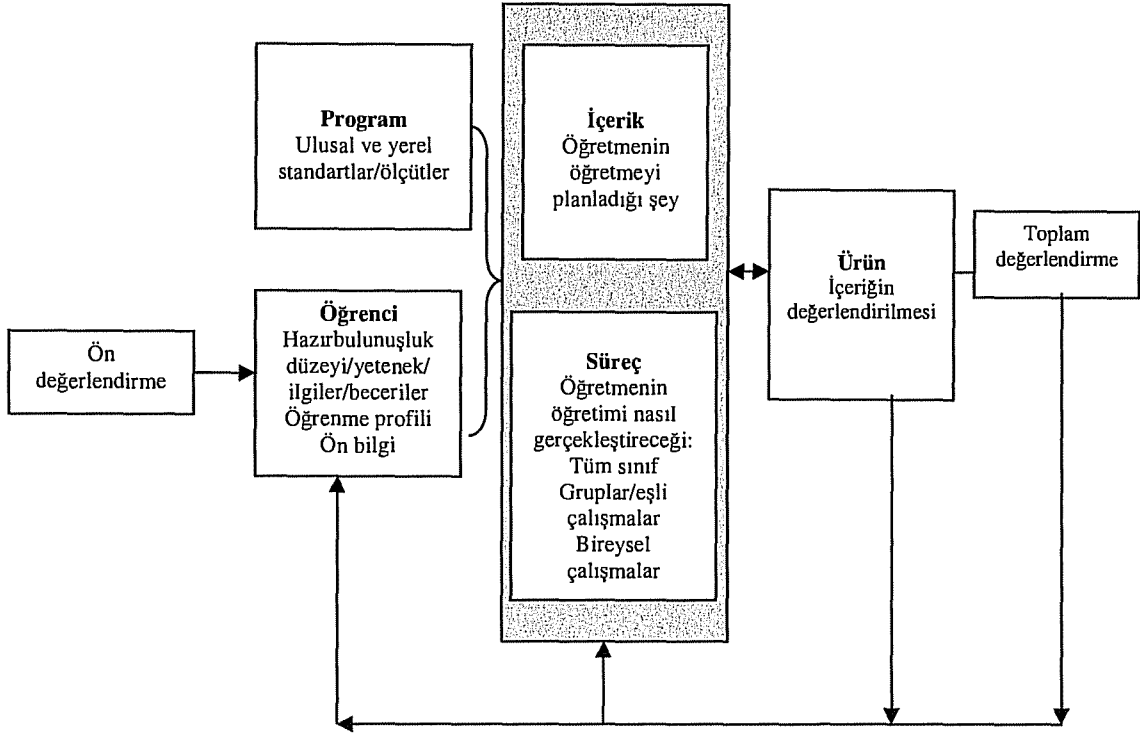 Program
Ulusal ve yerel
standartlar/ölçütler
Ön
değerlendirme
Öğrenci
Hazırbulunuşluk
düzeyi/yetenek/
ilgiler/beceriler
Öğrenme profili
Ön bilgi
İçerik
Öğretmenin
öğretmeyi
planladığı şey
Süreç
Öğretmenin
öğretimi nasıl
gerçekleştireceği:
Tüm sınıf
Gruplar/eşli
çalışmalar
Bireysel
çalışmalar
Ürün
İçeriğin
değerlendirilmesi
Toplam
değerlendirme